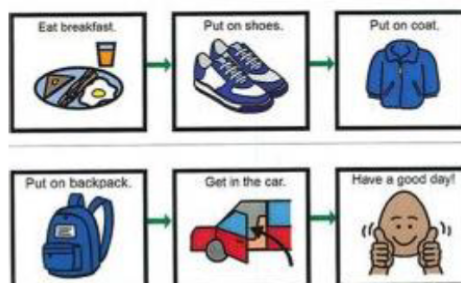 Eat breakfast.
Put on shoes.
Put on coat.
Put on backpack.
Get in the car.
Have a good day!